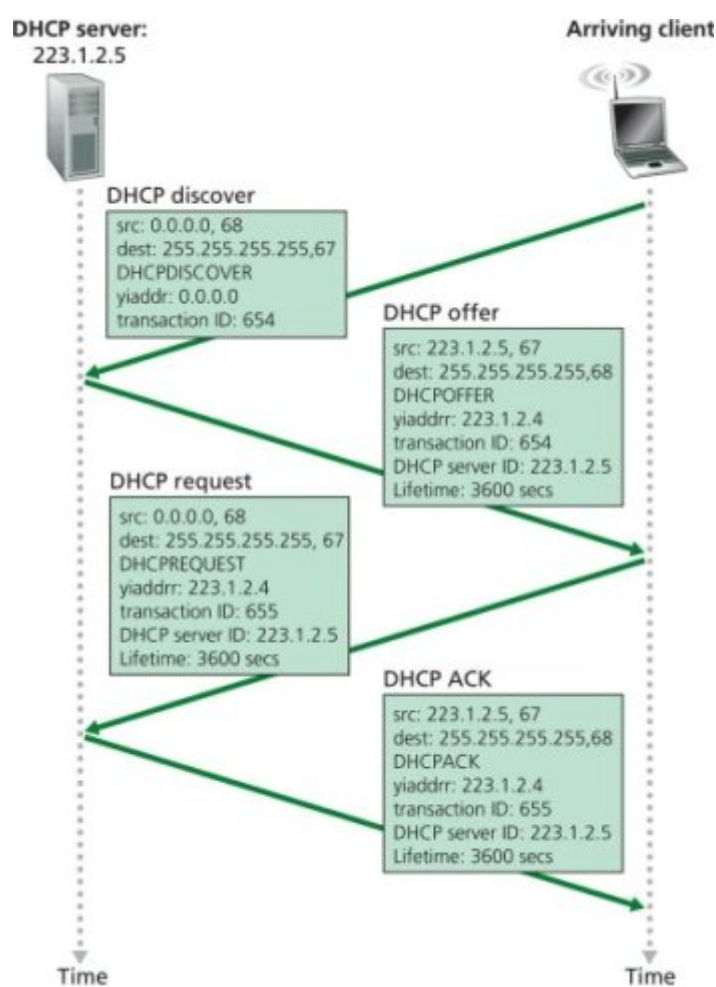 DHCP server:
223.1.2.5
Arriving client
DHCP discover
src: 0.0.0.0, 68
dest: 255.255.255.255,67
DHCPDISCOVER
yiaddr: 0.0.0.0
transaction ID: 654
DHCP offer
src: 223.1.2.5, 67
dest: 255.255.255.255,68
DHCPOFFER
yiaddrr: 223.1.2.4
transaction ID: 654
DHCP server ID: 223.1.2.5
Lifetime: 3600 secs
DHCP request
src: 0.0.0.0, 68
dest: 255.255.255.255, 67
DHCPREQUEST
yiaddrr: 223.1.2.4
transaction ID: 655
DHCP server ID: 223.1.2.5
Lifetime: 3600 secs
DHCP ACK
src: 223.1.2.5, 67
dest: 255.255.255.255,68
DHCPACK
yiaddrr: 223.1.2.4
transaction ID: 655
DHCP server ID: 223.1.2.5
Lifetime: 3600 secs
Time
Time